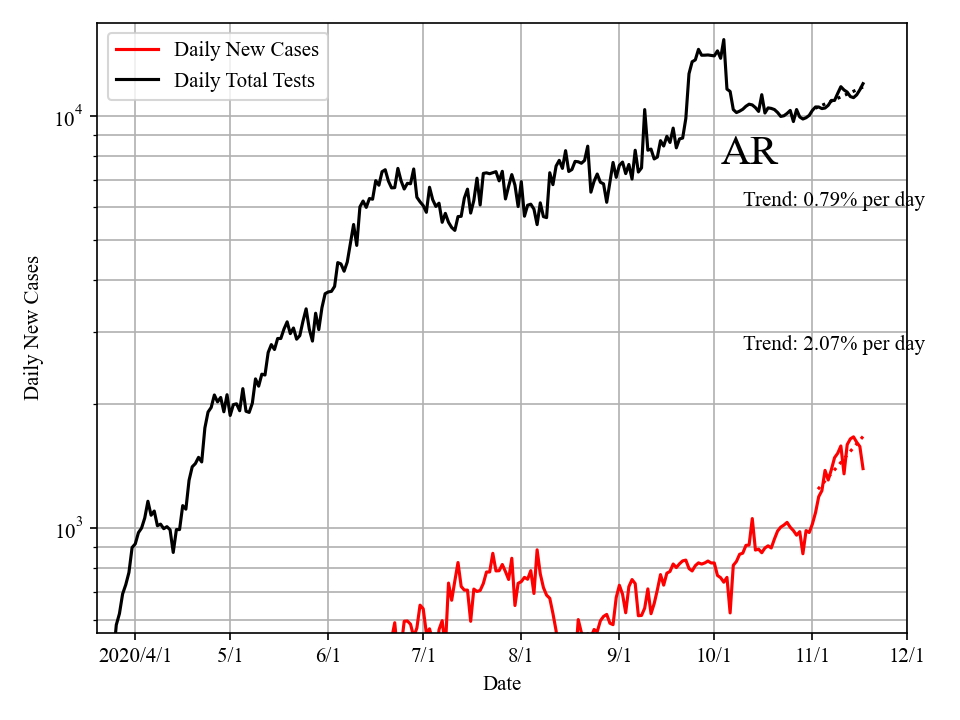 Daily New Cases
Daily Total Tests
10^4
AR
Trend: 0.79% per day
Trend: 2.07% per day
10^3
Daily New Cases
2020/4/1 5/1 6/1 7/1 8/1 9/1 10/1 11/1 12/1
Date